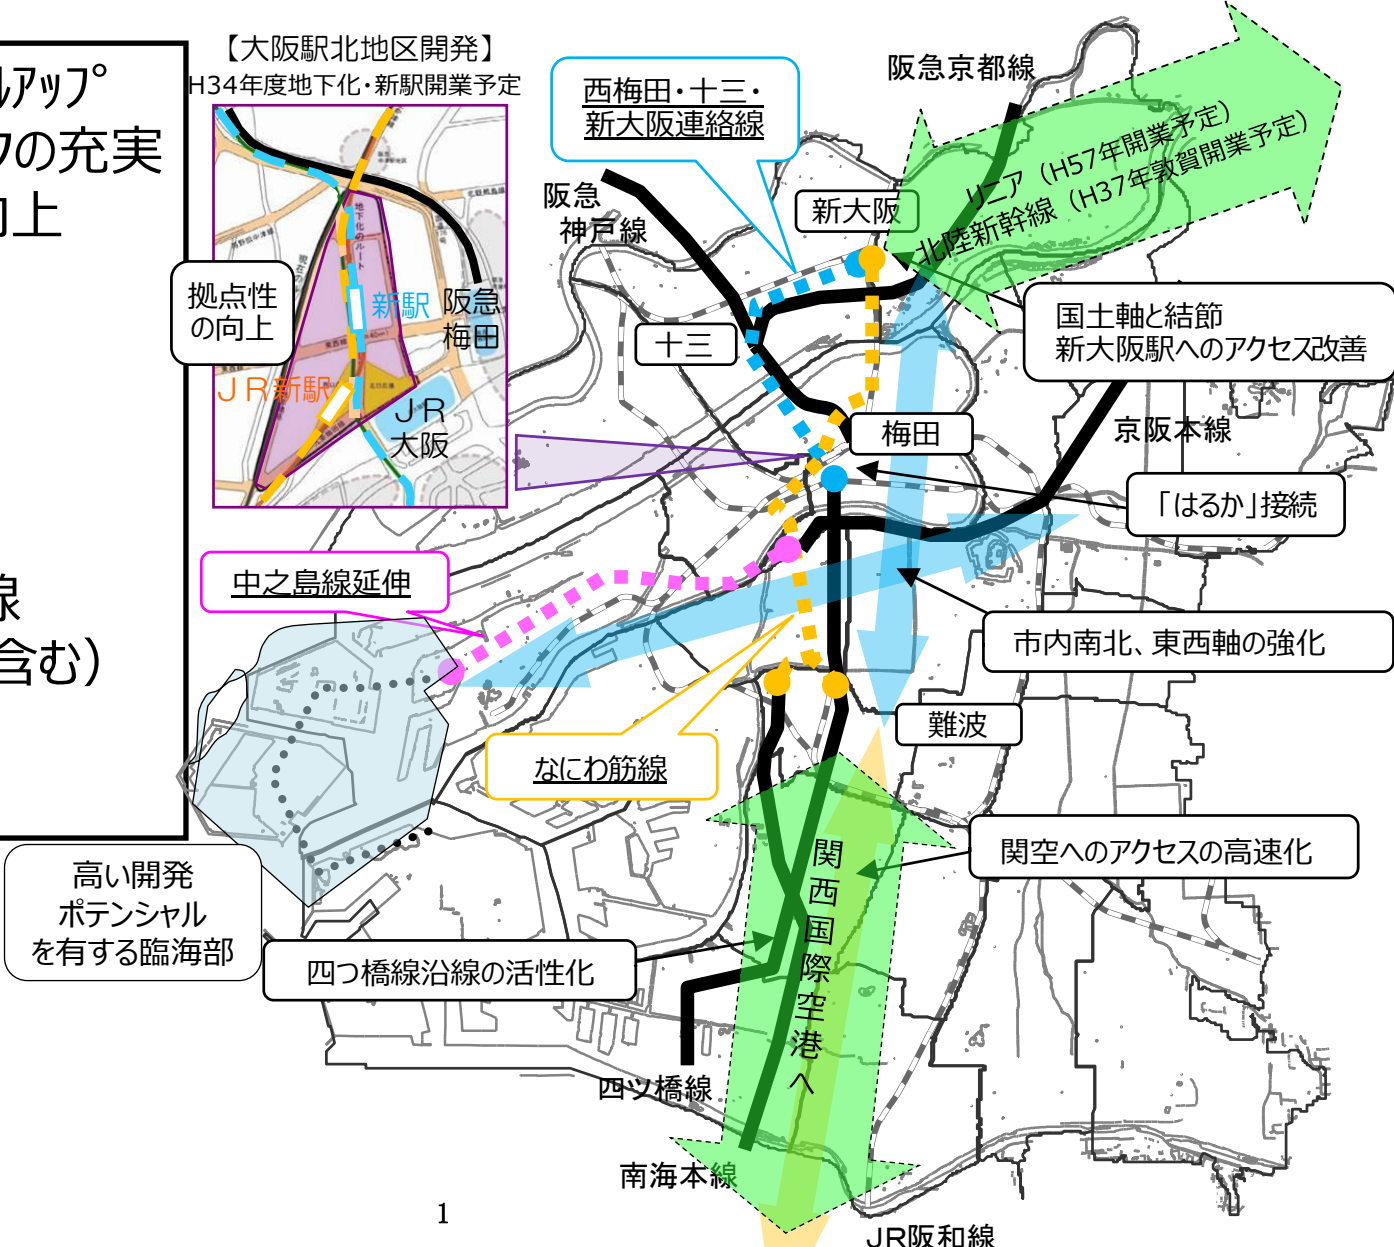 ルアップ
クの充実
向上
線
含む）
【大阪駅北地区開発】
H34年度地下化・新駅開業予定
地下化のルート
拠点性
の向上
新駅
阪急
梅田
ＪＲ新駅
ＪＲ
大阪
西梅田・十三・
新大阪連絡線
阪急京都線
リニア（H57年開業予定）
北陸新幹線（H37年敦賀開業予定）
阪急
神戸線
新大阪
十三
国土軸と結節
新大阪駅へのアクセス改善
梅田
京阪本線
「はるか」接続
中之島線延伸
市内南北、東西軸の強化
難波
なにわ筋線
関西国際空港へ
関空へのアクセスの高速化
高い開発
ポテンシャル
を有する臨海部
四つ橋線沿線の活性化
四ツ橋線
南海本線
JR阪和線
1